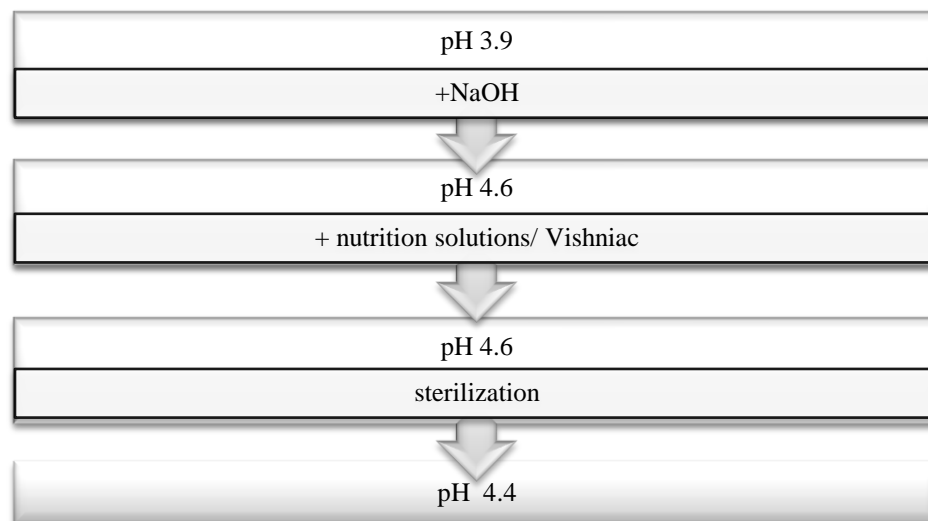 pH 3.9
+NaOH
pH 4.6
+ nutrition solutions/ Vishniac
pH 4.6
sterilization
pH 4.4